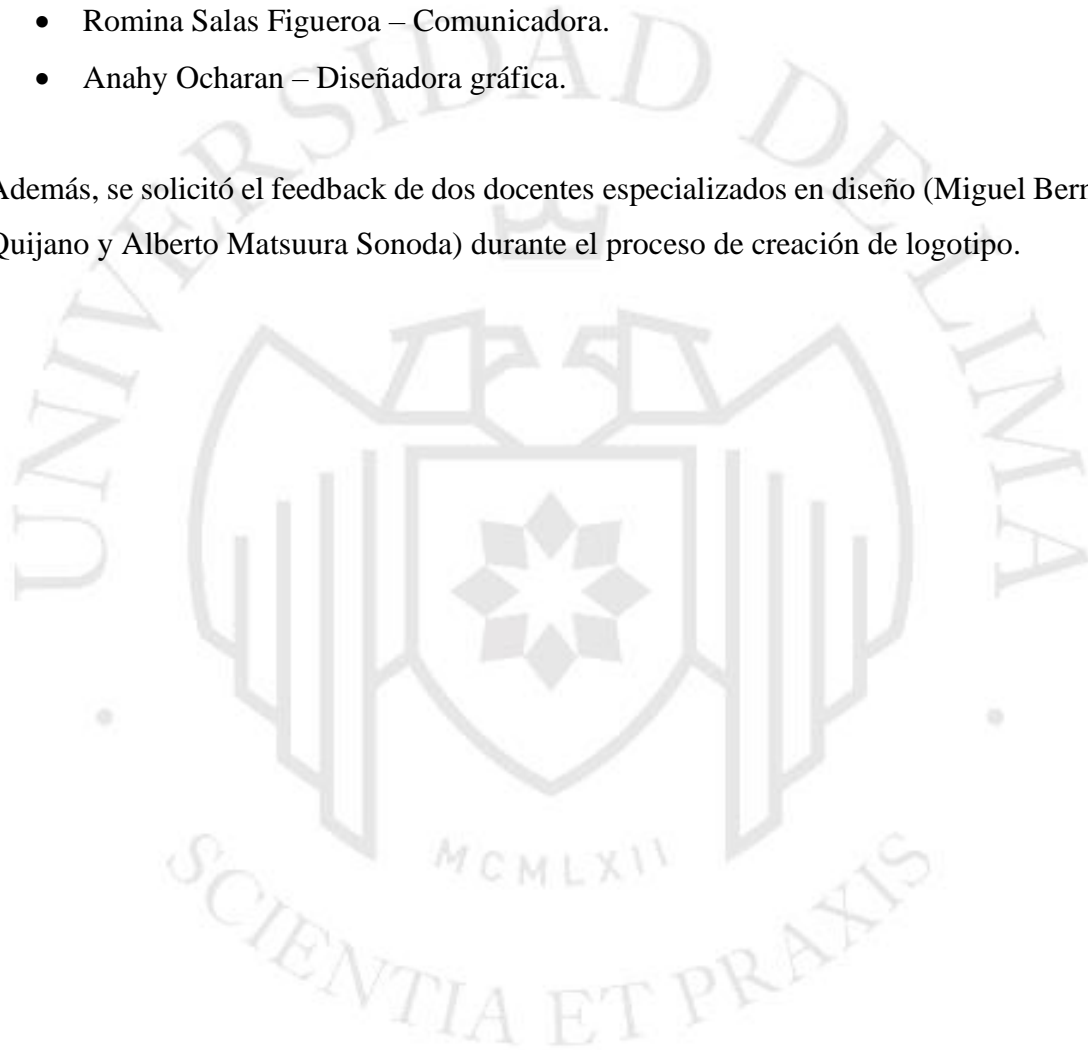 • Romina Salas Figueroa – Comunicadora.
• Anahy Ocharan – Diseñadora gráfica.
Además, se solicitó el feedback de dos docentes especializados en diseño (Miguel Bern
Quijano y Alberto Matsuura Sonoda) durante el proceso de creación de logotipo.
UNIVERSIDAD DE LIMA
MCMLXII
SCIENTIA ET PRAXIS